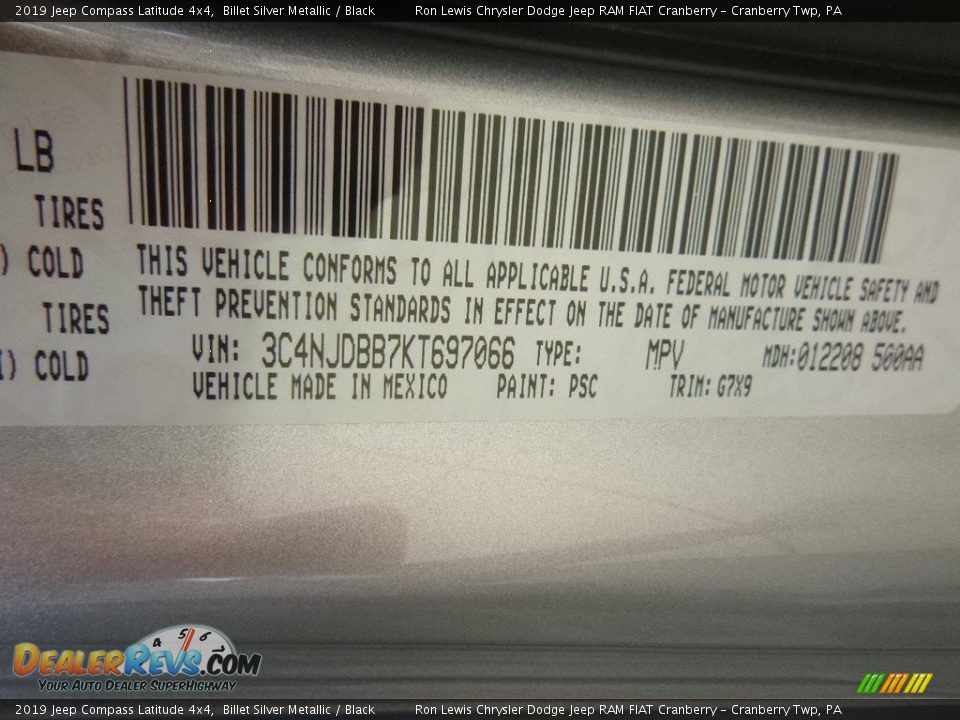 2019 Jeep Compass Latitude 4x4, Billet Silver Metallic / Black Ron Lewis Chrysler Dodge Jeep RAM FIAT Cranberry - Cranberry Twp, PA
LB
TIRES
) COLD
TIRES
) COLD
THIS VEHICLE CONFORMS TO ALL APPLICABLE U.S.A. FEDERAL MOTOR VEHICLE SAFETY AND
THEFT PREVENTION STANDARDS IN EFFECT ON THE DATE OF MANUFACTURE SHOWN ABOVE.
VIN: 3C4NJDBB7KT697066 TYPE: MPV MDH:012208 500AA
VEHICLE MADE IN MEXICO PAINT: PSC TRIM: G7X9
4 5 6
DEALERREVS.COM
YOUR AUTO DEALER SUPERHIGHWAY
2019 Jeep Compass Latitude 4x4, Billet Silver Metallic / Black Ron Lewis Chrysler Dodge Jeep RAM FIAT Cranberry - Cranberry Twp, PA